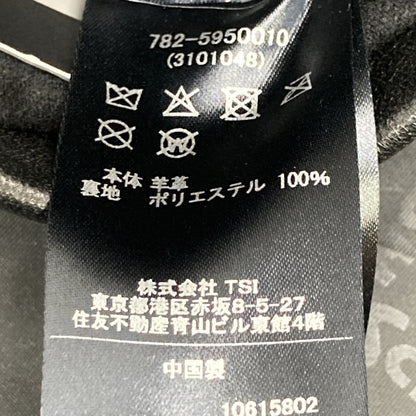 782-5950010
(3101048)
本体 羊革
裏地 ポリエステル 100%
株式会社 TSI
東京都港区赤坂8-5-27
住友不動産青山ビル東館4階
中国製
10615802